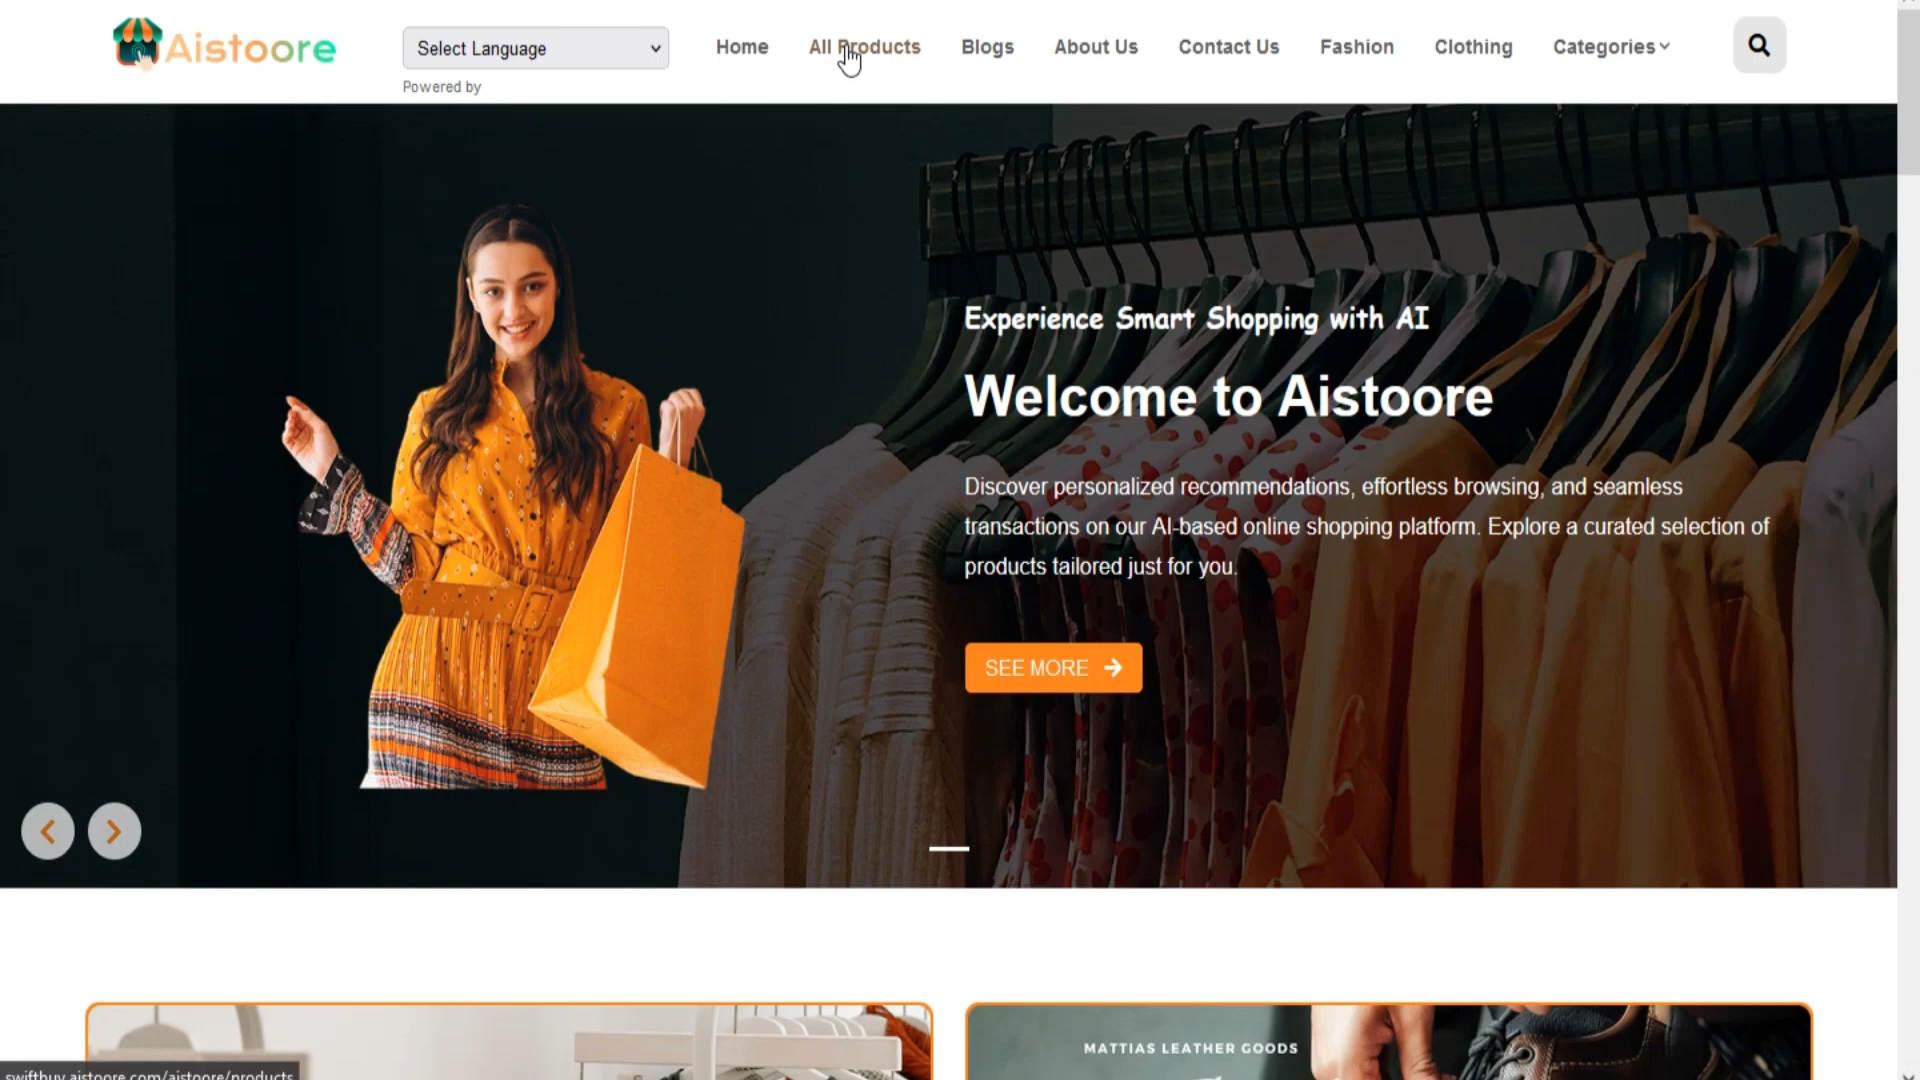 Aistoore
Select Language
Powered by
Home
All Products
Blogs
About Us
Contact Us
Fashion
Clothing
Categories
Experience Smart Shopping with AI
Welcome to Aistoore
Discover personalized recommendations, effortless browsing, and seamless
transactions on our AI-based online shopping platform. Explore a curated selection of
products tailored just for you.
SEE MORE
MATTIAS LEATHER GOODS
swiftbuy.aistoore.com/aistoore/products